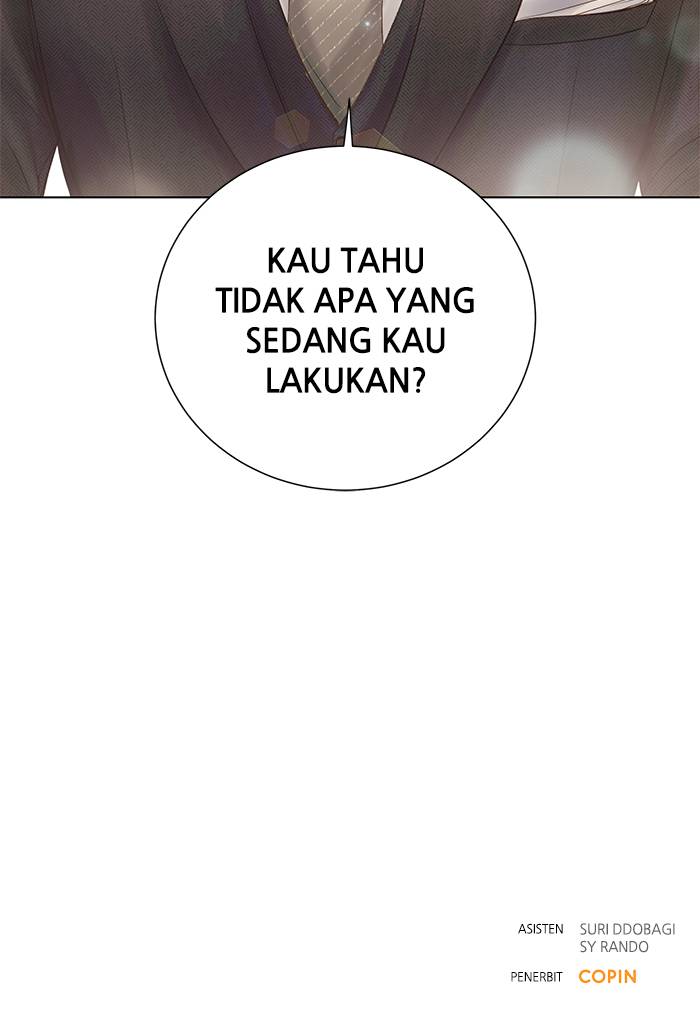 KAU TAHU
TIDAK APA YANG
SEDANG KAU
LAKUKAN?
ASISTEN SURI DDOBAGI
SY RANDO
PENERBIT COPIN